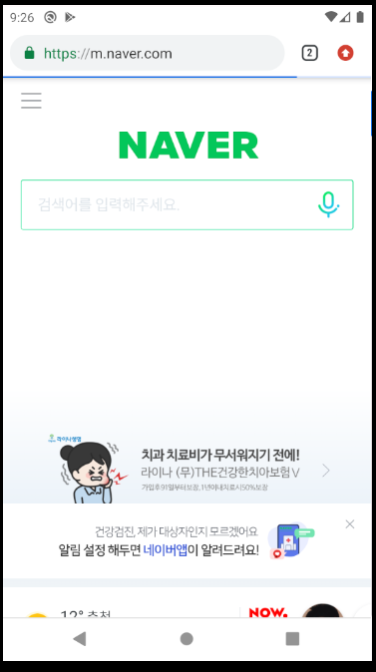 9:26
https://m.naver.com
2
NAVER
검색어를 입력해주세요.
라이나생명
치과 치료비가 무서워지기 전에!
라이나 (무)THE건강한치아보험V
가입후 91일부터보장, 1년이내치료시50%보장
건강검진, 제가 대상자인지 모르겠어요
알림 설정 해두면 네이버앱이 알려드려요!
12°
NOW.